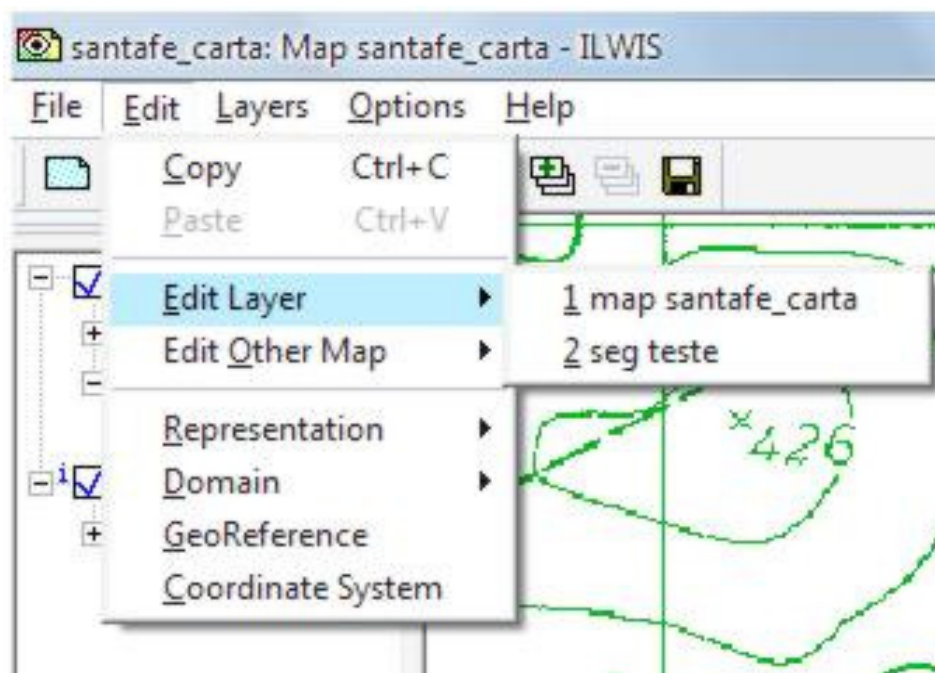 santafe_carta: Map santafe_carta - ILWIS
File Edit Layers Options Help
Copy Ctrl+C
Paste Ctrl+V
Edit Layer
Edit Other Map
1 map santafe_carta
2 seg teste
Representation
Domain
GeoReference
Coordinate System
i
426